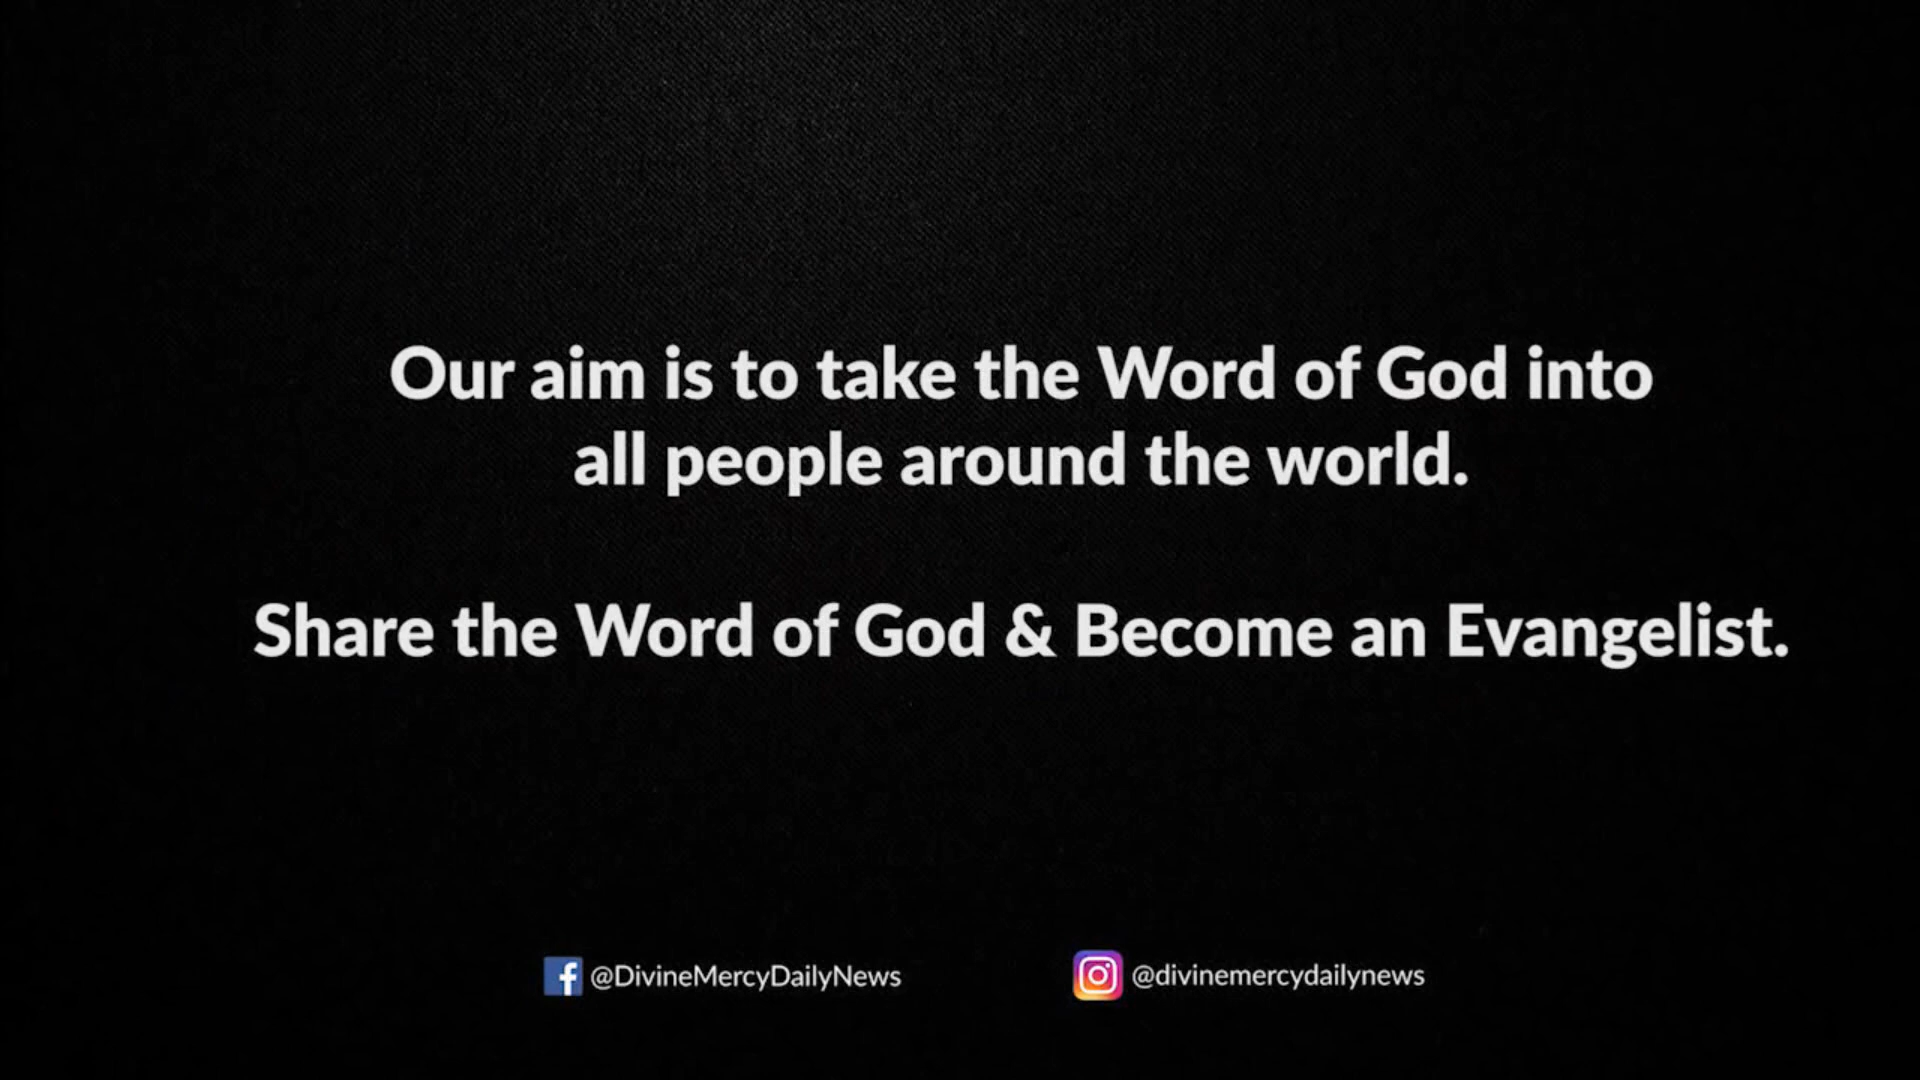 Our aim is to take the Word of God into
all people around the world.
Share the Word of God & Become an Evangelist.
@DivineMercyDailyNews
@divinemercydailynews